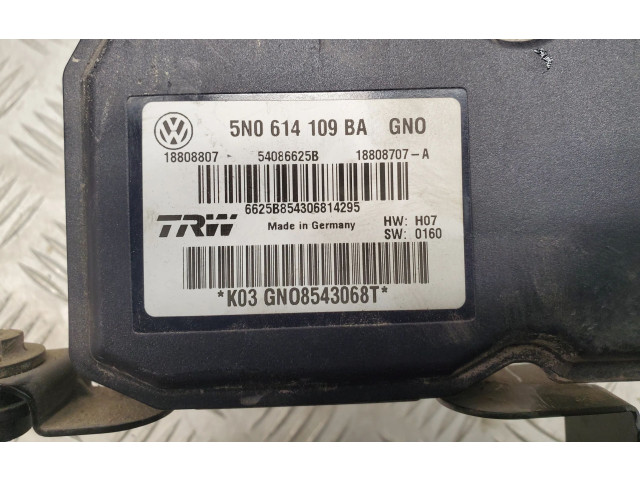 5N0 614 109 BA GNO
18808807 - 54086625B 18808707-A
6625B854306814295
TRW Made in Germany HW: H07
SW: 0160
*K03 GNO8543068T*